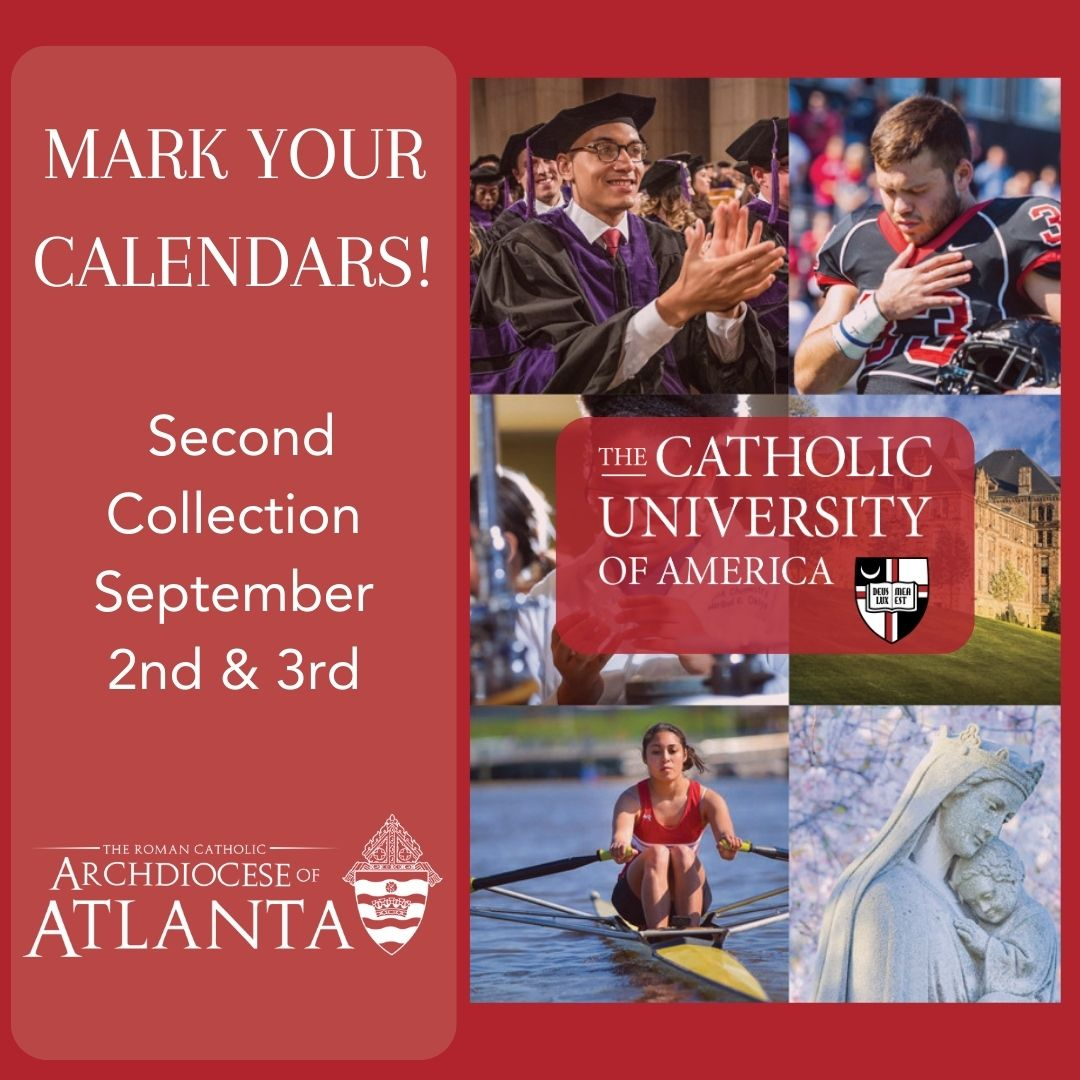 MARK YOUR
CALENDARS!
Second
Collection
September
2nd & 3rd
THE ROMAN CATHOLIC
ARCHDIOCESE OF
ATLANTA
33
3
THE CATHOLIC
UNIVERSITY
OF AMERICA
DEUS MEA
LUX EST